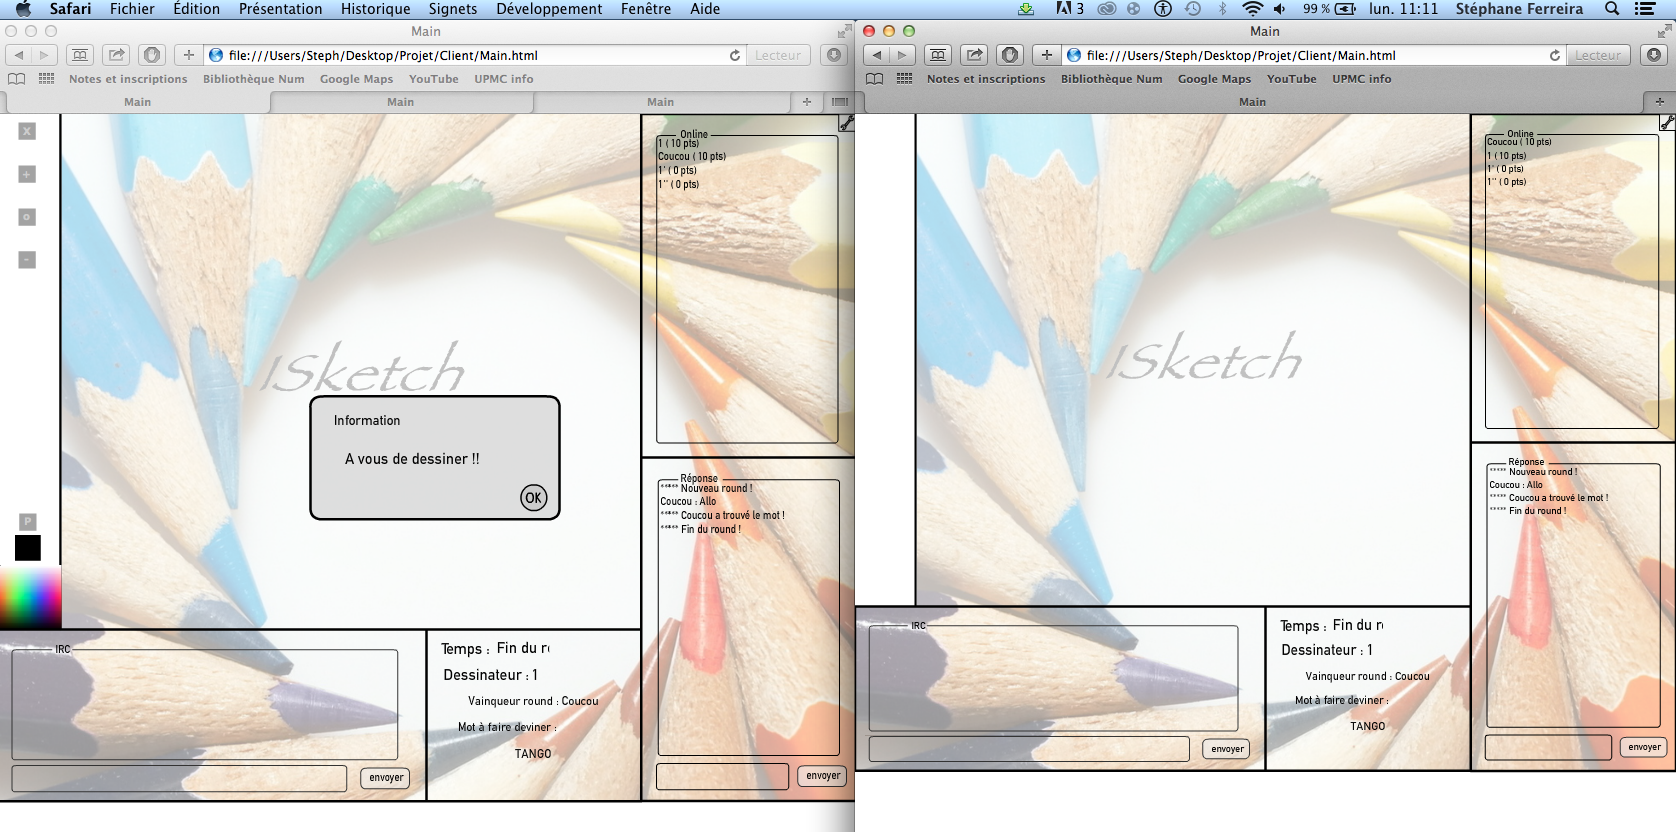 Safari Fichier Édition Présentation Historique Signets Développement Fenêtre Aide 3 99 % lun. 11:11 Stéphane Ferreira
Main
file:///Users/Steph/Desktop/Projet/Client/Main.html Lecteur
Notes et inscriptions Bibliothèque Num Google Maps YouTube UPMC info
Main Main Main +
X
+
o
-
P
ISketch
Information
A vous de dessiner !!
OK
Online
1 ( 10 pts)
Coucou ( 10 pts)
1' ( 0 pts)
1'' ( 0 pts)
Réponse
***** Nouveau round !
Coucou : Allo
***** Coucou a trouvé le mot !
***** Fin du round !
envoyer
IRC
envoyer
Temps : Fin du r
Dessinateur : 1
Vainqueur round : Coucou
Mot à faire deviner :
TANGO
Main
file:///Users/Steph/Desktop/Projet/Client/Main.html Lecteur
Notes et inscriptions Bibliothèque Num Google Maps YouTube UPMC info
Main +
ISketch
Online
Coucou ( 10 pts)
1 (10 pts)
1' ( 0 pts)
1'' ( 0 pts)
Réponse
***** Nouveau round !
Coucou : Allo
***** Coucou a trouvé le mot !
***** Fin du round !
envoyer
IRC
envoyer
Temps : Fin du r
Dessinateur : 1
Vainqueur round : Coucou
Mot à faire deviner :
TANGO